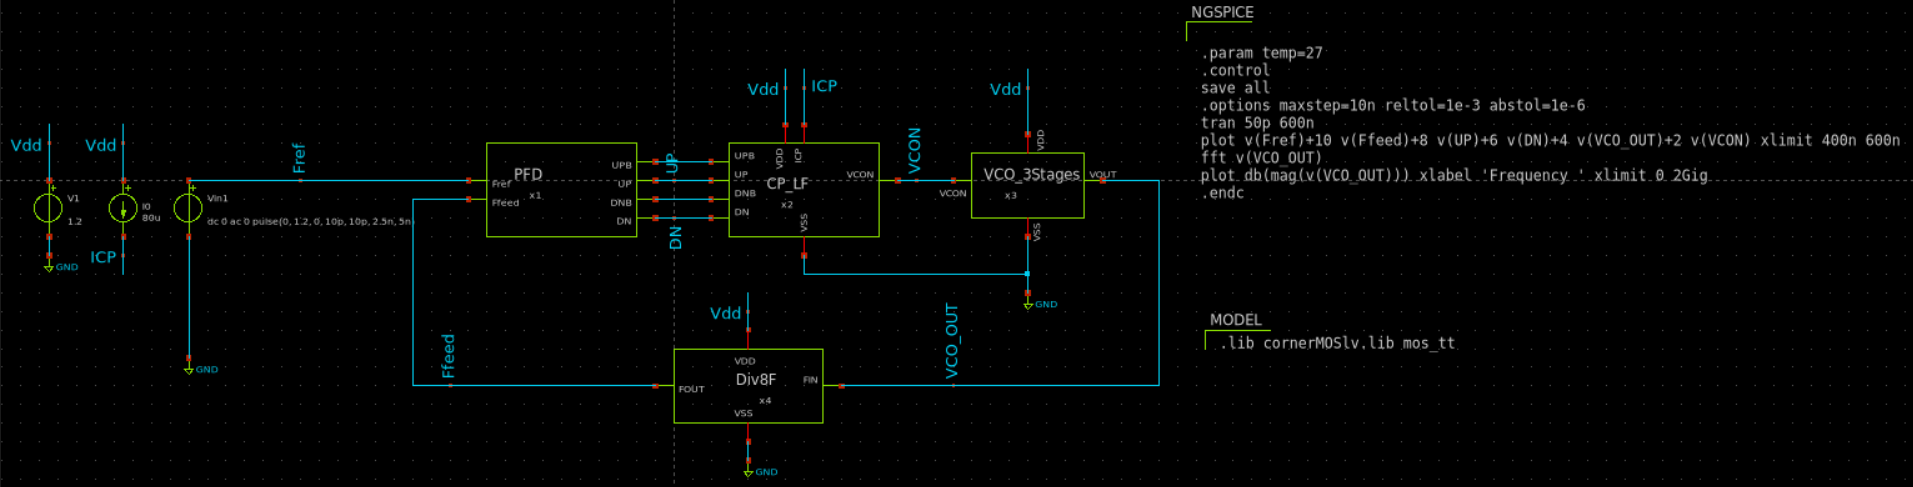 NGSPICE
.param temp=27
.control
save all
.options maxstep=10n reltol=1e-3 abstol=1e-6
tran 50p 600n
plot v(Fref)+10 v(Ffeed)+8 v(UP)+6 v(DN)+4 v(VCO_OUT)+2 v(VCON) xlimit 400n 600n
fft v(VCO_OUT)
plot db(mag(v(VCO_OUT))) xlabel 'Frequency ' xlimit 0 2Gig
.endc
MODEL
.lib cornerMOSlv.lib mos_tt
Vdd
V1
1.2
GND
Vdd
I0
80u
ICP
Vin1
dc 0 ac 0 pulse(0, 1.2, 0, 10p, 10p, 2.5n, 5n
GND
Fref
PFD
x1
Fref
Ffeed
UPB
UP
DNB
DN
UP
DN
Vdd
ICP
VDD
ICP
UPB
UP
DNB
DN
CP_LF
x2
VCON
VSS
VCON
Vdd
VDD
VCO_3Stages
x3
VCON
VOUT
VSS
GND
Ffeed
Vdd
VDD
Div8F
x4
FOUT
FIN
VSS
GND
VCO_OUT